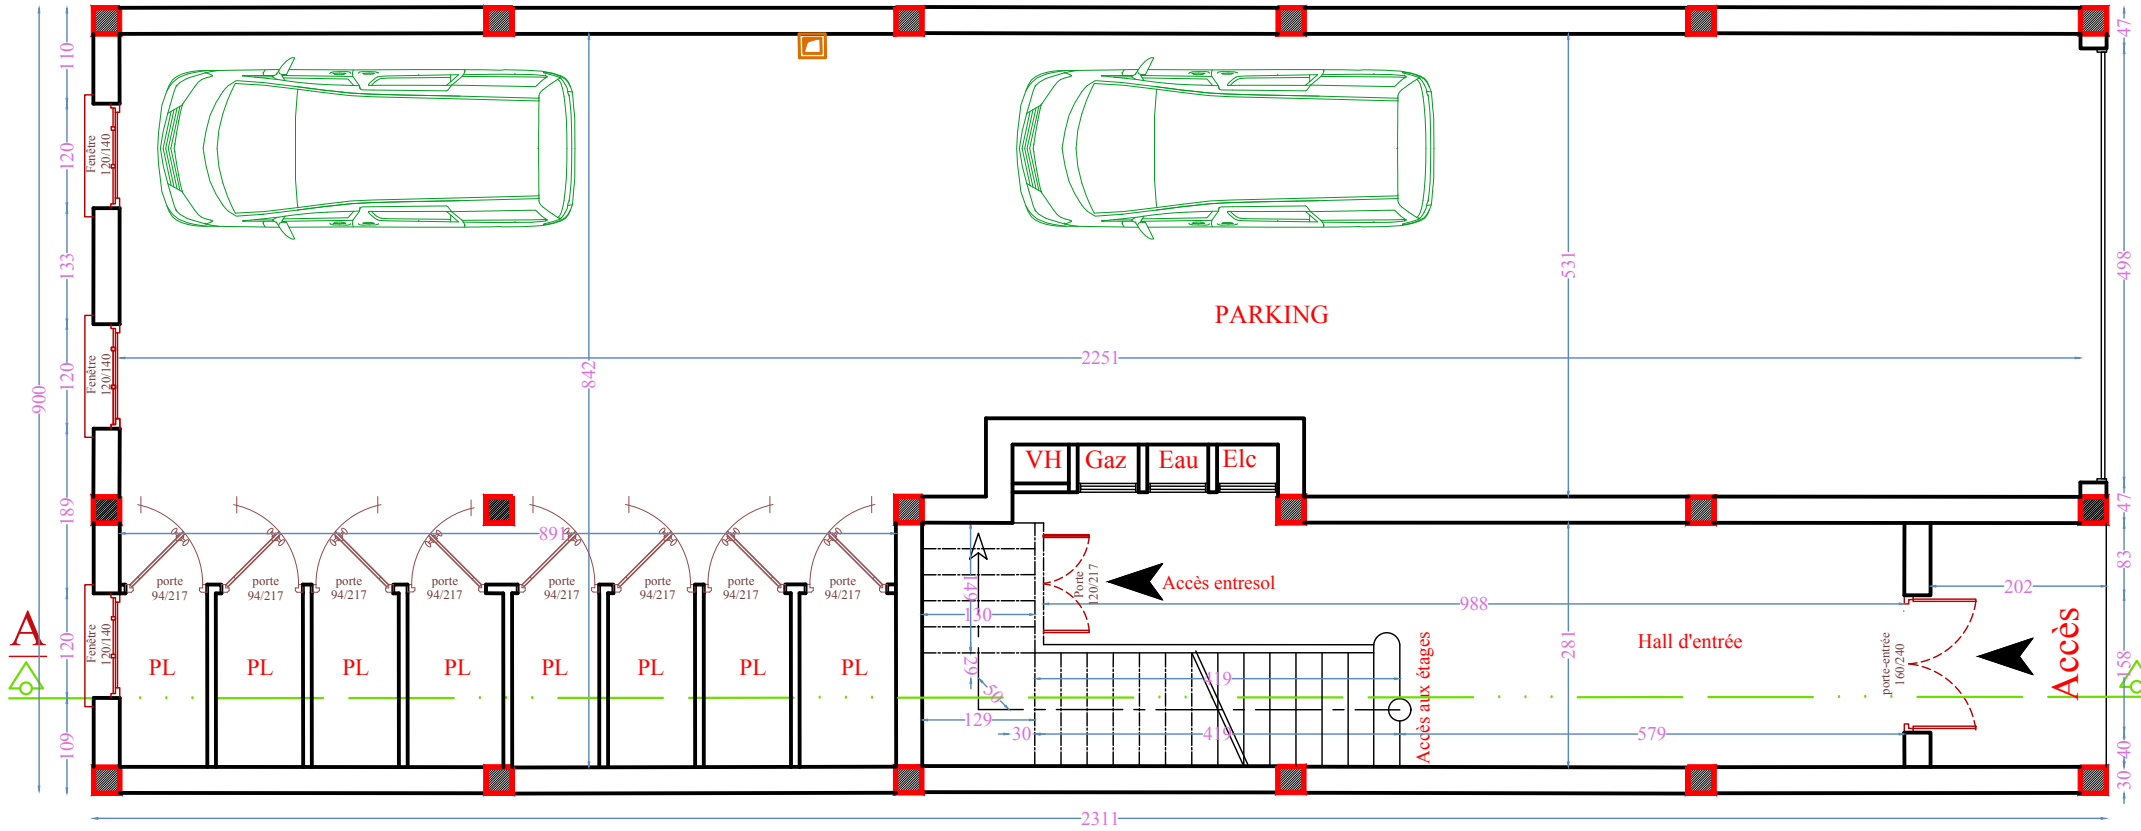 47
110
Fenêtre
120/140
120
133
498
531
PARKING
2251
842
Fenêtre
120/140
120
900
VH
Gaz
Eau
Elc
189
47
891
porte
94/217
porte
94/217
porte
94/217
porte
94/217
porte
94/217
porte
94/217
porte
94/217
porte
94/217
149
130
Porte
120/217
Accès entresol
988
83
202
A
Fenêtre
120/140
120
PL
PL
PL
PL
PL
PL
PL
PL
29
50
419
Accès aux étages
281
Hall d'entrée
porte-entrée
160/240
Accès
158
129
30
419
579
109
40
30
2311